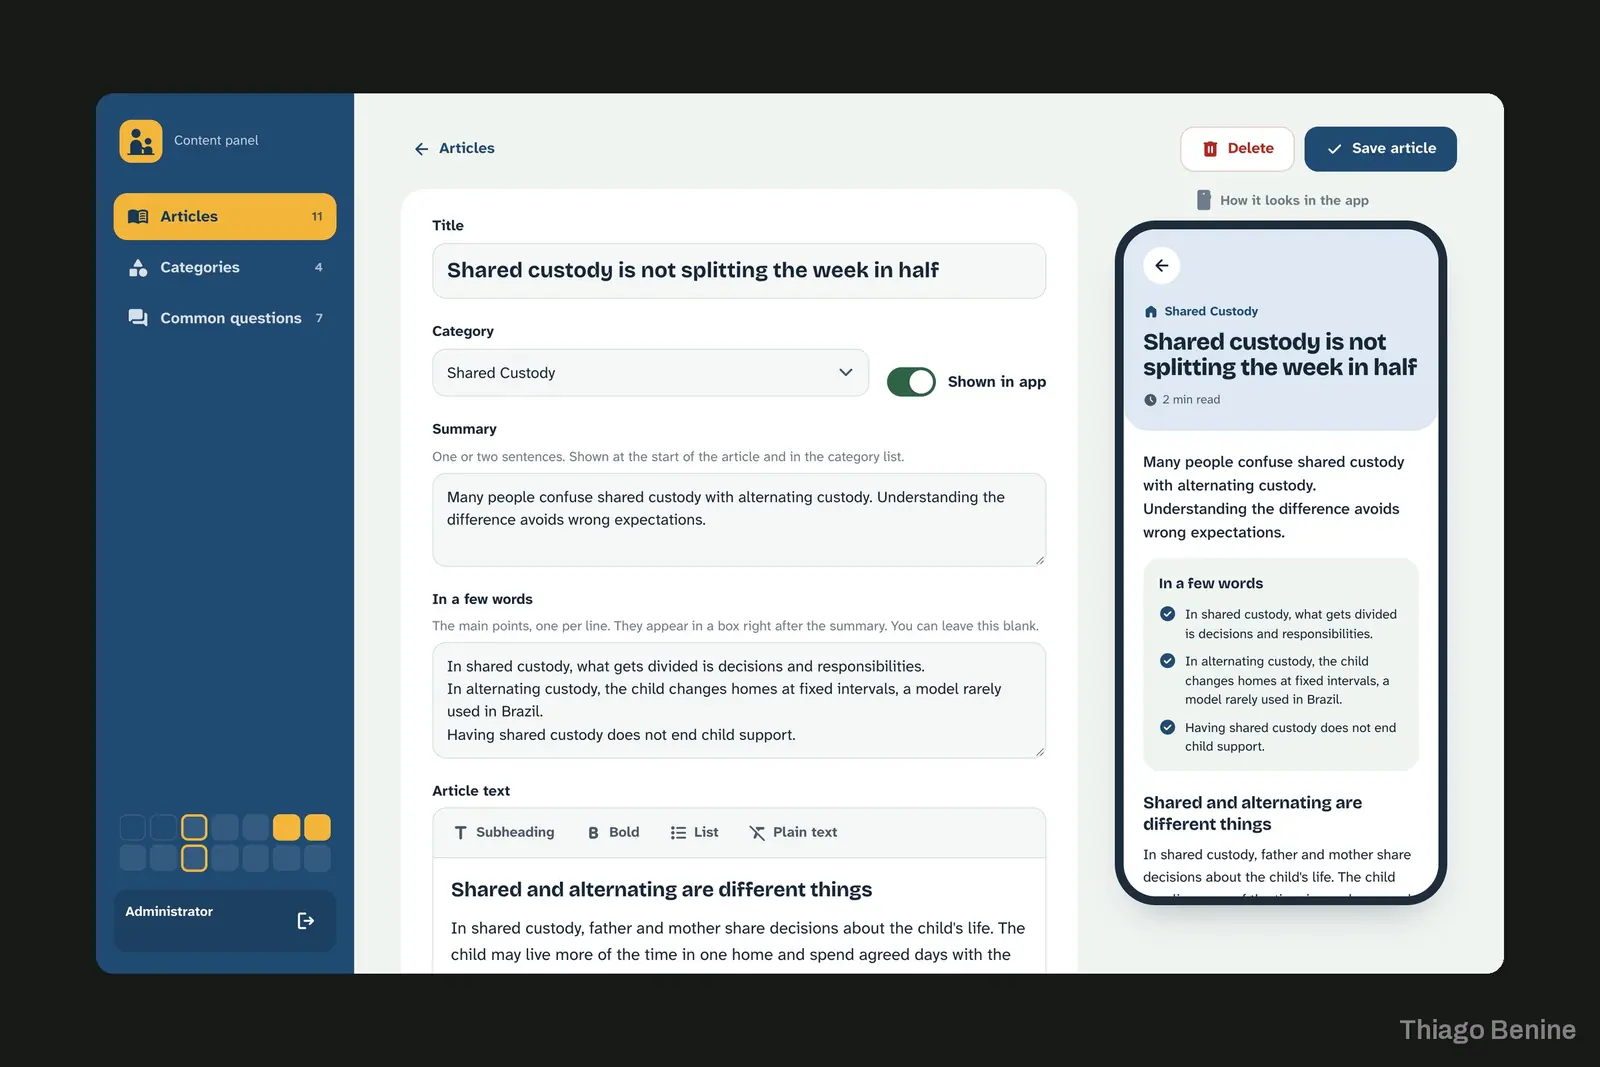 Content panel
Articles 11
Categories 4
Common questions 7
Administrator
Articles
Delete
Save article
Title
Shared custody is not splitting the week in half
Category
Shared Custody
Shown in app
Summary
One or two sentences. Shown at the start of the article and in the category list.
Many people confuse shared custody with alternating custody. Understanding the
difference avoids wrong expectations.
In a few words
The main points, one per line. They appear in a box right after the summary. You can leave this blank.
In shared custody, what gets divided is decisions and responsibilities.
In alternating custody, the child changes homes at fixed intervals, a model rarely
used in Brazil.
Having shared custody does not end child support.
Article text
Subheading
B Bold
List
Plain text
Shared and alternating are different things
In shared custody, father and mother share decisions about the child's life. The
child may live more of the time in one home and spend agreed days with the
How it looks in the app
Shared Custody
Shared custody is not
splitting the week in half
2 min read
Many people confuse shared custody
with alternating custody.
Understanding the difference avoids
wrong expectations.
In a few words
In shared custody, what gets divided
is decisions and responsibilities.
In alternating custody, the child
changes homes at fixed intervals, a
model rarely used in Brazil.
Having shared custody does not end
child support.
Shared and alternating are
different things
In shared custody, father and mother share
decisions about the child's life. The child
Thiago Benine